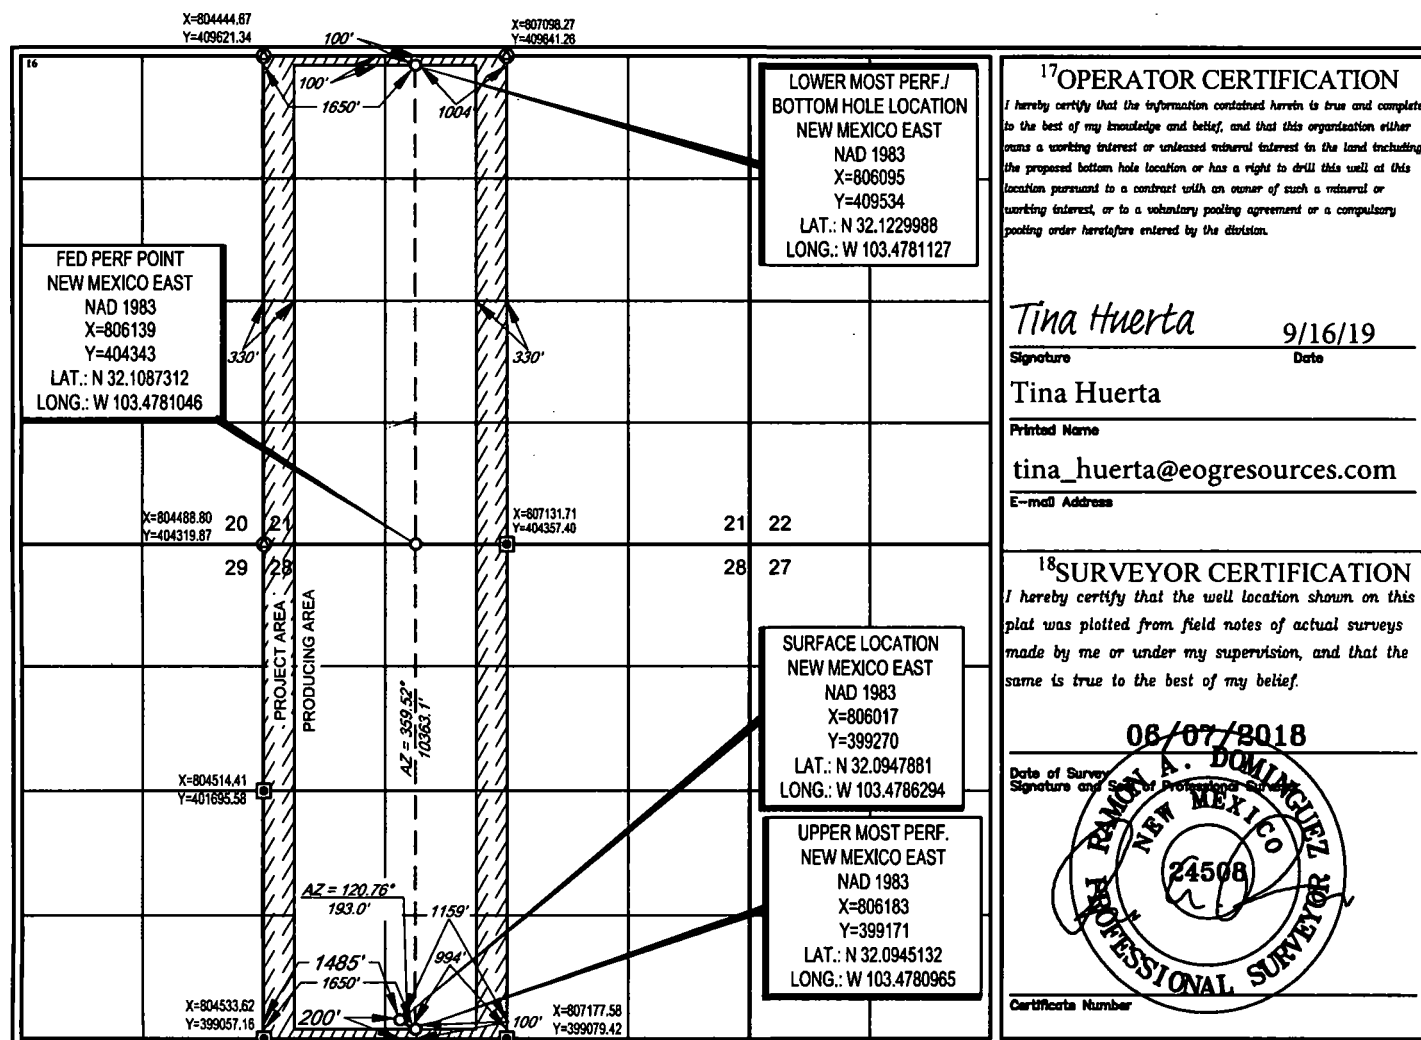 X=804444.67
Y=409621.34
X=807098.27
Y=409641.26
16
100'
100'
1650'
1004'
LOWER MOST PERF./
BOTTOM HOLE LOCATION
NEW MEXICO EAST
NAD 1983
X=806095
Y=409534
LAT.: N 32.1229988
LONG.: W 103.4781127
FED PERF POINT
NEW MEXICO EAST
NAD 1983
X=806139
Y=404343
LAT.: N 32.1087312
LONG.: W 103.4781046
330'
330'
X=804488.80
Y=404319.87
20 21
29 28
X=807131.71
Y=404357.40
21 22
28 27
PROJECT AREA
PRODUCING AREA
AZ = 359.52°
10363.1'
SURFACE LOCATION
NEW MEXICO EAST
NAD 1983
X=806017
Y=399270
LAT.: N 32.0947881
LONG.: W 103.4786294
X=804514.41
Y=401695.58
UPPER MOST PERF.
NEW MEXICO EAST
NAD 1983
X=806183
Y=399171
LAT.: N 32.0945132
LONG.: W 103.4780965
AZ = 120.76°
193.0'
1159'
994'
1485'
1650'
200'
100'
X=804533.62
Y=399057.16
X=807177.58
Y=399079.42
17 OPERATOR CERTIFICATION
I hereby certify that the information contained herein is true and complete
to the best of my knowledge and belief, and that this organization either
owns a working interest or unleased mineral interest in the land including
the proposed bottom hole location or has a right to drill this well at this
location pursuant to a contract with an owner of such a mineral or
working interest, or to a voluntary pooling agreement or a compulsory
pooling order heretofore entered by the division.
Tina Huerta 9/16/19
Signature Date
Tina Huerta
Printed Name
tina_huerta@eogresources.com
E-mail Address
18 SURVEYOR CERTIFICATION
I hereby certify that the well location shown on this
plat was plotted from field notes of actual surveys
made by me or under my supervision, and that the
same is true to the best of my belief.
06/07/2018
Date of Survey
Signature and Seal of Professional Surveyor
RAMON A. DOMINGUEZ
NEW MEXICO
24508
PROFESSIONAL SURVEYOR
Certificate Number